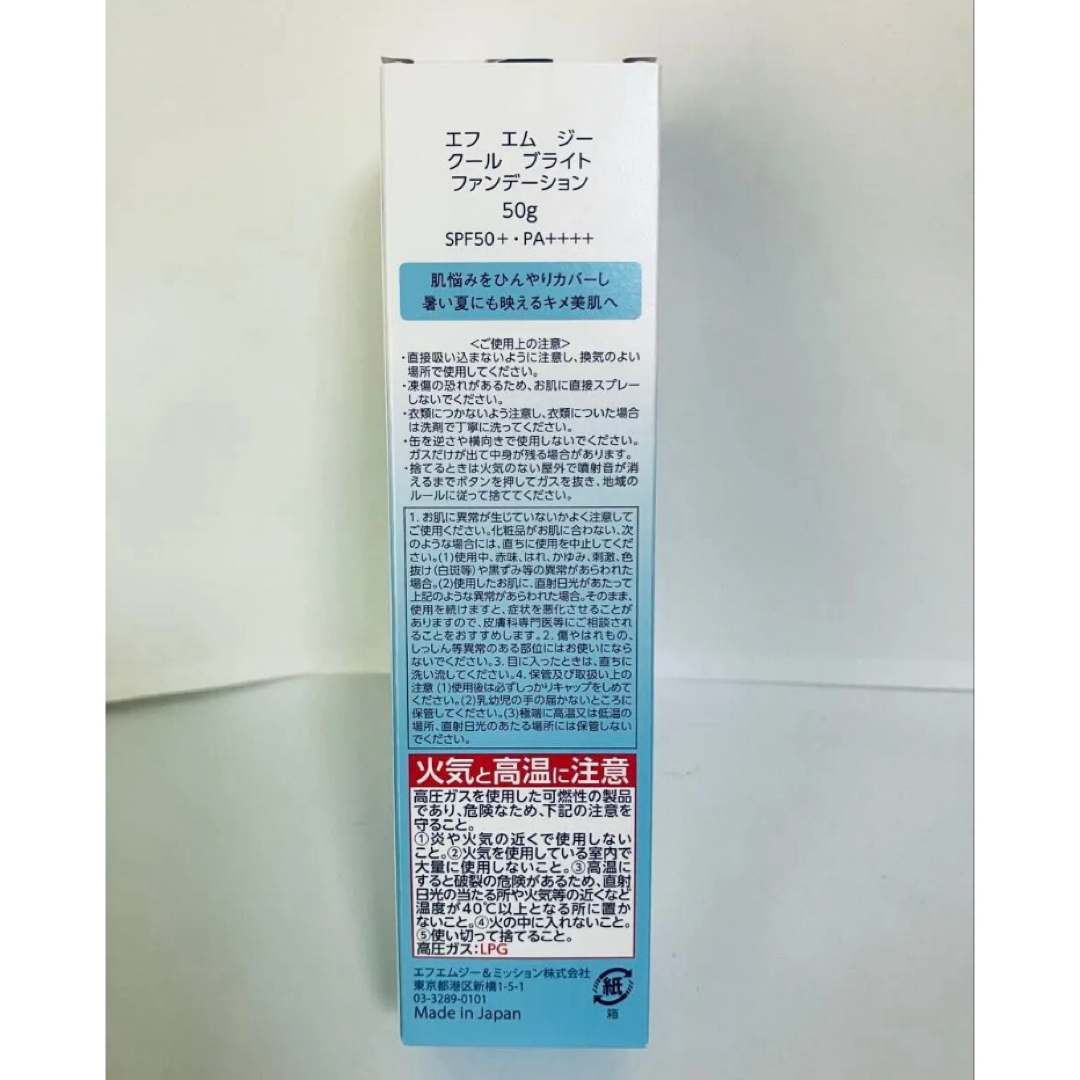 エフ エム ジー
クール ブライト
ファンデーション
50g
SPF50+・PA++++
肌悩みをひんやりカバーし
暑い夏にも映えるキメ美肌へ
<ご使用上の注意>
・直接吸い込まないように注意し、換気のよい
場所で使用してください。
・凍傷の恐れがあるため、お肌に直接スプレー
しないでください。
・衣類につかないよう注意し、衣類についた場合
は洗剤で丁寧に洗ってください。
・缶を逆さや横向きで使用しないでください。
ガスだけが出て中身が残る場合があります。
・捨てるときは火気のない屋外で噴射音が消
えるまでボタンを押してガスを抜き、地域の
ルールに従って捨ててください。
1. お肌に異常が生じていないかよく注意して
ご使用ください。化粧品がお肌に合わない、次
のような場合には、直ちに使用を中止してくだ
さい。(1)使用中、赤味、はれ、かゆみ、刺激、色
抜け(白斑等)や黒ずみ等の異常があらわれた
場合。(2)使用したお肌に、直射日光があたって
上記のような異常があらわれた場合。そのまま、
使用を続けますと、症状を悪化させることが
ありますので、皮膚科専門医等にご相談され
ることをおすすめします。2. 傷やはれもの、
しっしん等異常のある部位にはお使いになら
ないでください。3. 目に入ったときは、直ちに
洗い流してください。4. 保管及び取扱い上の
注意 (1)使用後は必ずしっかりキャップをしめて
ください。(2)乳幼児の手の届かないところに
保管してください。(3)極端に高温又は低温の
場所、直射日光のあたる場所には保管しない
でください。
火気と高温に注意
高圧ガスを使用した可燃性の製品
であり、危険なため、下記の注意を
守ること。
①炎や火気の近くで使用しない
こと。②火気を使用している室内で
大量に使用しないこと。③高温に
すると破裂の危険があるため、直射
日光の当たる所や火気等の近くなど
温度が40℃以上となる所に置か
ないこと。④火の中に入れないこと。
⑤使い切って捨てること。
高圧ガス：LPG
エフエムジー&ミッション株式会社
東京都港区新橋1-5-1
03-3289-0101
Made in Japan
紙
箱